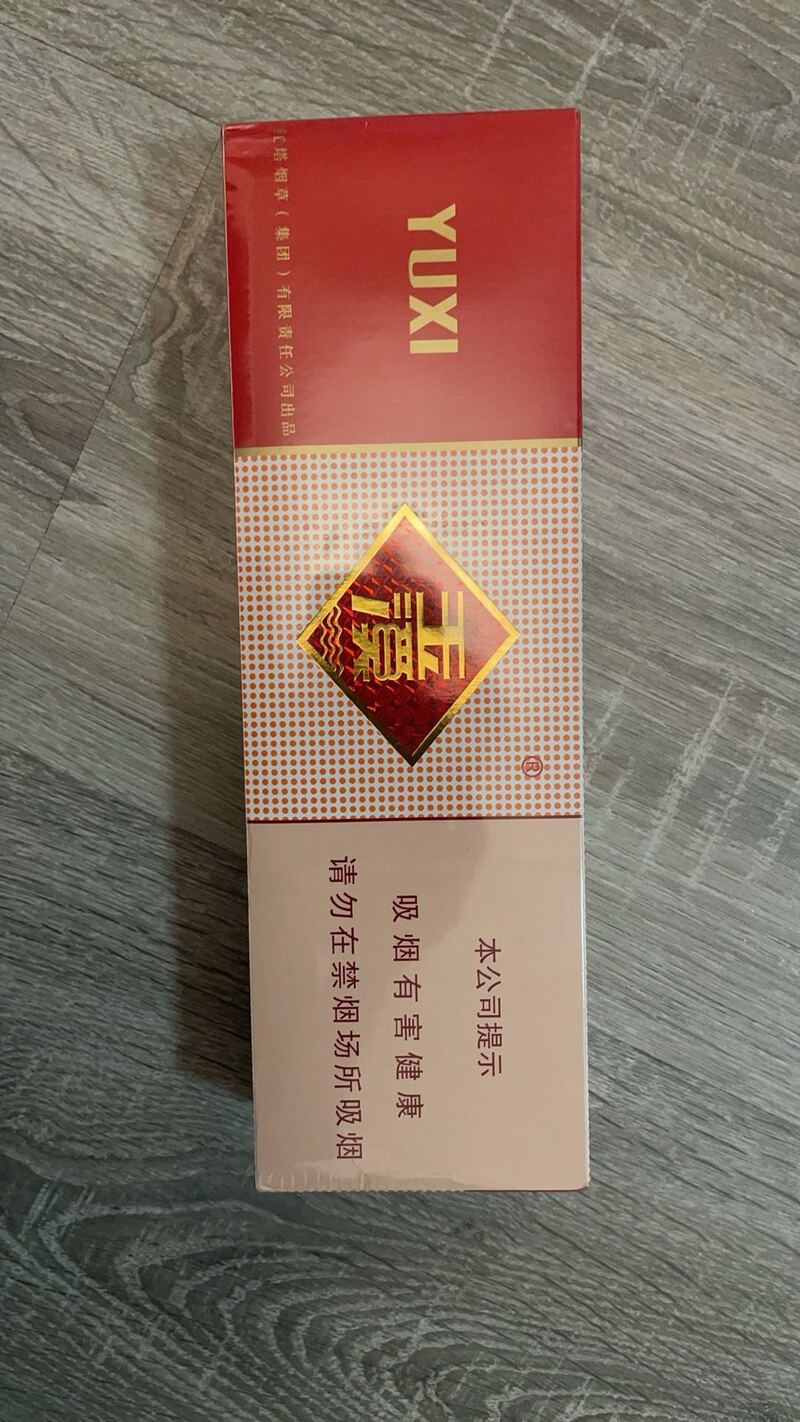 YUXI
红塔烟草（集团）有限责任公司出品
玉溪
®
本公司提示
吸烟有害健康
请勿在禁烟场所吸烟